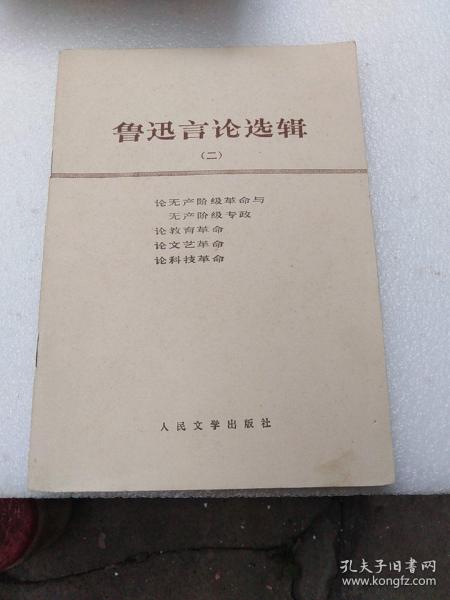 鲁迅言论选辑
（二）
论无产阶级革命与
无产阶级专政
论教育革命
论文艺革命
论科技革命
人民文学出版社
孔夫子旧书网
www.kongfz.com